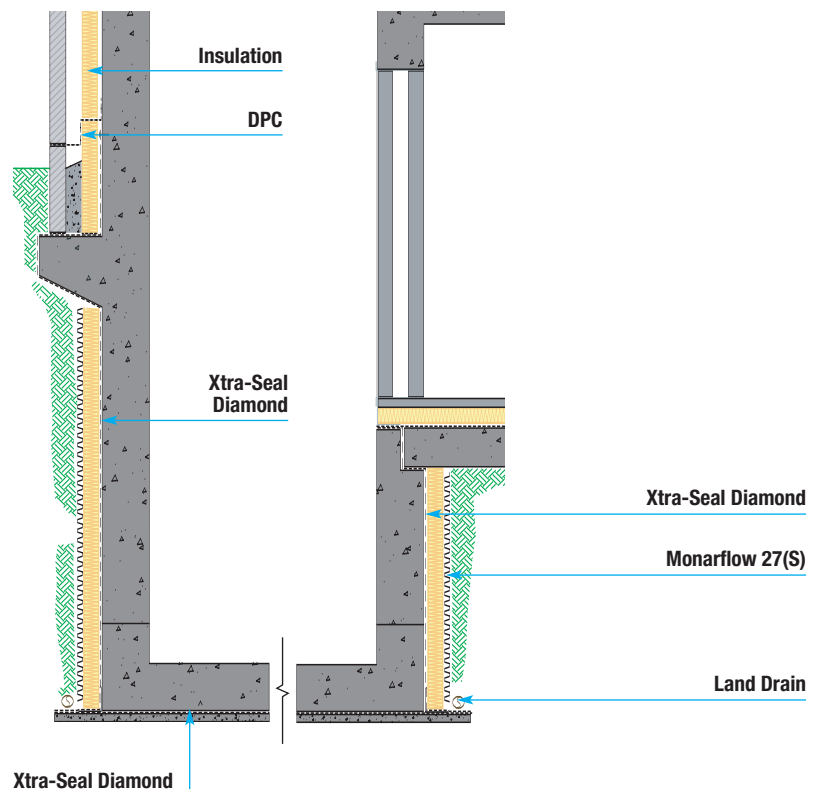 Insulation
DPC
Xtra-Seal
Diamond
Xtra-Seal Diamond
Monarflow 27(S)
Land Drain
Xtra-Seal Diamond